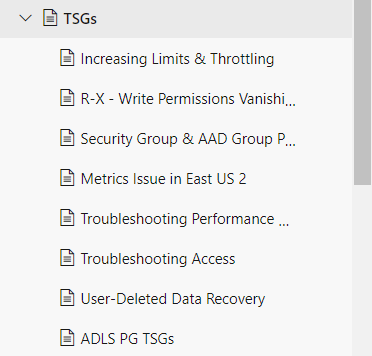 TSGs
Increasing Limits & Throttling
R-X - Write Permissions Vanishi...
Security Group & AAD Group P...
Metrics Issue in East US 2
Troubleshooting Performance ...
Troubleshooting Access
User-Deleted Data Recovery
ADLS PG TSGs